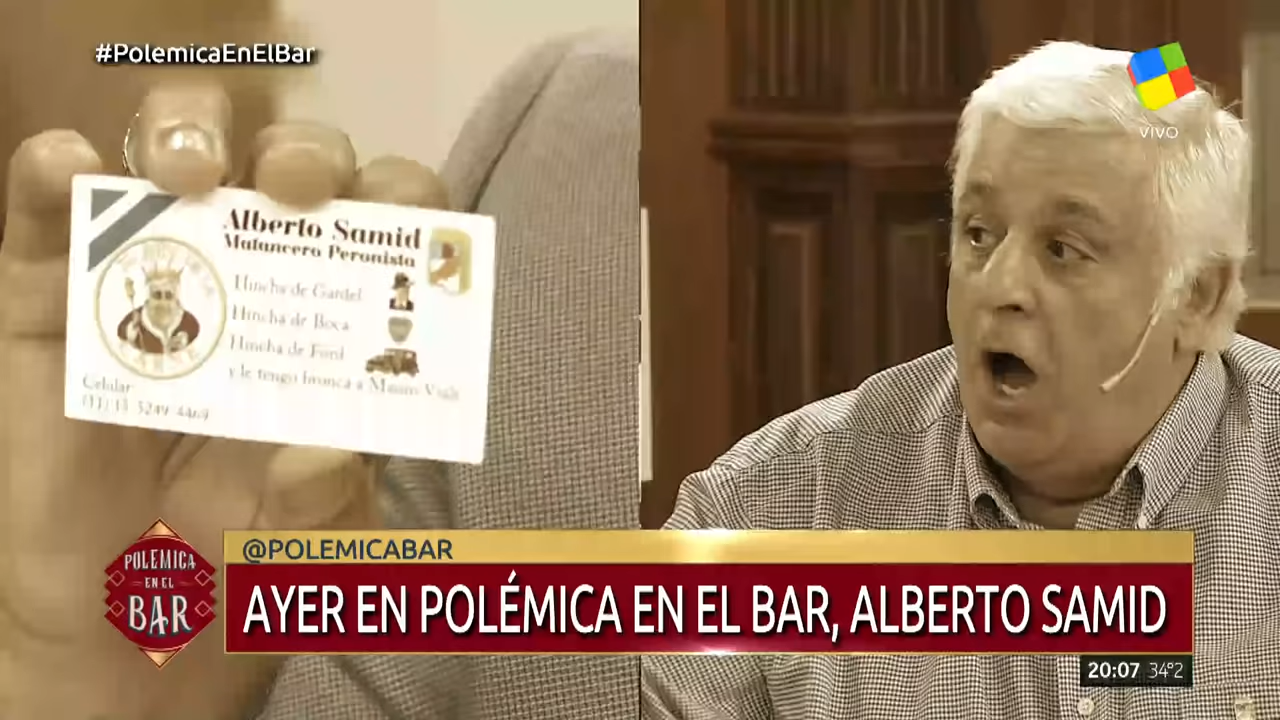 #PolemicaEnElBar
VIVO
Alberto Samid
Matancero Peronista
Hincha de Gardel
Hincha de Boca
Hincha de Ford
y le tengo bronca a Mauro Viale
Celular
POLEMICA
EN EL
BAR
@POLEMICABAR
AYER EN POLÉMICA EN EL BAR, ALBERTO SAMID
20:07 34°2